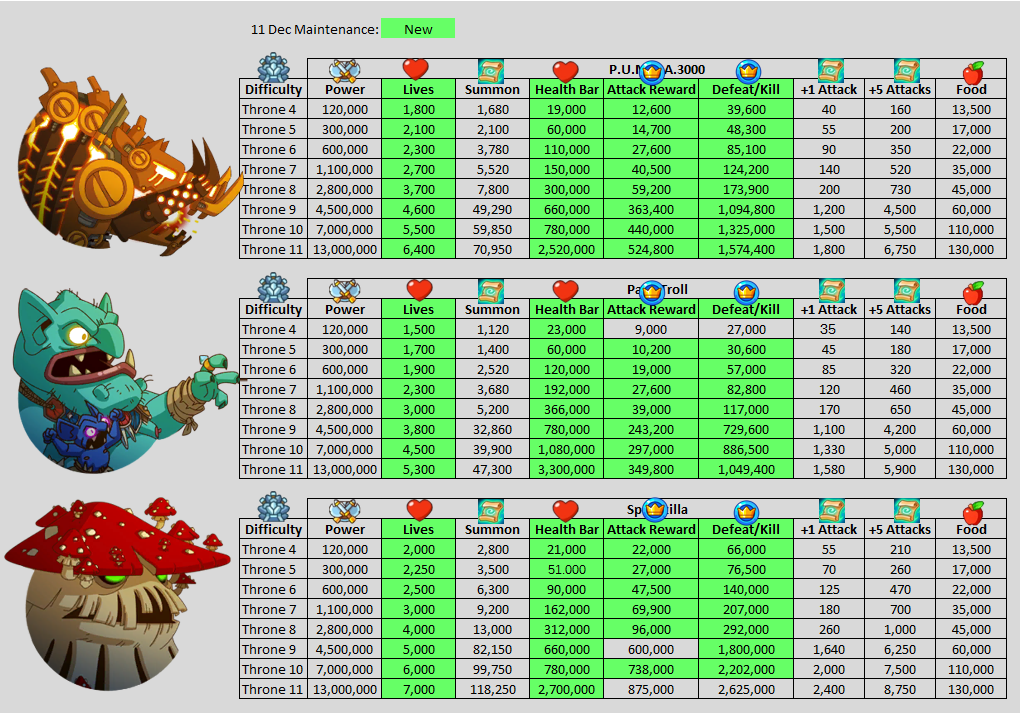 11 Dec Maintenance: New
Difficulty Power Lives Summon Health Bar Attack Reward Defeat/Kill +1 Attack +5 Attacks Food
Throne 4 120,000 1,800 1,680 19,000 12,600 39,600 40 160 13,500
Throne 5 300,000 2,100 2,100 60,000 14,700 48,300 55 200 17,000
Throne 6 600,000 2,300 3,780 110,000 27,600 85,100 90 350 22,000
Throne 7 1,100,000 2,700 5,520 150,000 40,500 124,200 140 520 35,000
Throne 8 2,800,000 3,700 7,800 300,000 59,200 173,900 200 730 45,000
Throne 9 4,500,000 4,600 49,290 660,000 363,400 1,094,800 1,200 4,500 60,000
Throne 10 7,000,000 5,500 59,850 780,000 440,000 1,325,000 1,500 5,500 110,000
Throne 11 13,000,000 6,400 70,950 2,520,000 524,800 1,574,400 1,800 6,750 130,000
Troll
Difficulty Power Lives Summon Health Bar Attack Reward Defeat/Kill +1 Attack +5 Attacks Food
Throne 4 120,000 1,500 1,120 23,000 9,000 27,000 35 140 13,500
Throne 5 300,000 1,700 1,400 60,000 10,200 30,600 45 180 17,000
Throne 6 600,000 1,900 2,520 120,000 19,000 57,000 85 320 22,000
Throne 7 1,100,000 2,300 3,680 192,000 27,600 82,800 120 460 35,000
Throne 8 2,800,000 3,000 5,200 366,000 39,000 117,000 170 650 45,000
Throne 9 4,500,000 3,800 32,860 780,000 243,200 729,600 1,100 4,200 60,000
Throne 10 7,000,000 4,500 39,900 1,080,000 297,000 886,500 1,330 5,000 110,000
Throne 11 13,000,000 5,300 47,300 3,300,000 349,800 1,049,400 1,580 5,900 130,000
Difficulty Power Lives Summon Health Bar Attack Reward Defeat/Kill +1 Attack +5 Attacks Food
Throne 4 120,000 2,000 2,800 21,000 22,000 66,000 55 210 13,500
Throne 5 300,000 2,250 3,500 51.000 27,000 76,500 70 260 17,000
Throne 6 600,000 2,500 6,300 90,000 47,500 140,000 125 470 22,000
Throne 7 1,100,000 3,000 9,200 162,000 69,900 207,000 180 700 35,000
Throne 8 2,800,000 4,000 13,000 312,000 96,000 292,000 260 1,000 45,000
Throne 9 4,500,000 5,000 82,150 660,000 600,000 1,800,000 1,640 6,250 60,000
Throne 10 7,000,000 6,000 99,750 780,000 738,000 2,202,000 2,000 7,500 110,000
Throne 11 13,000,000 7,000 118,250 2,700,000 875,000 2,625,000 2,400 8,750 130,000